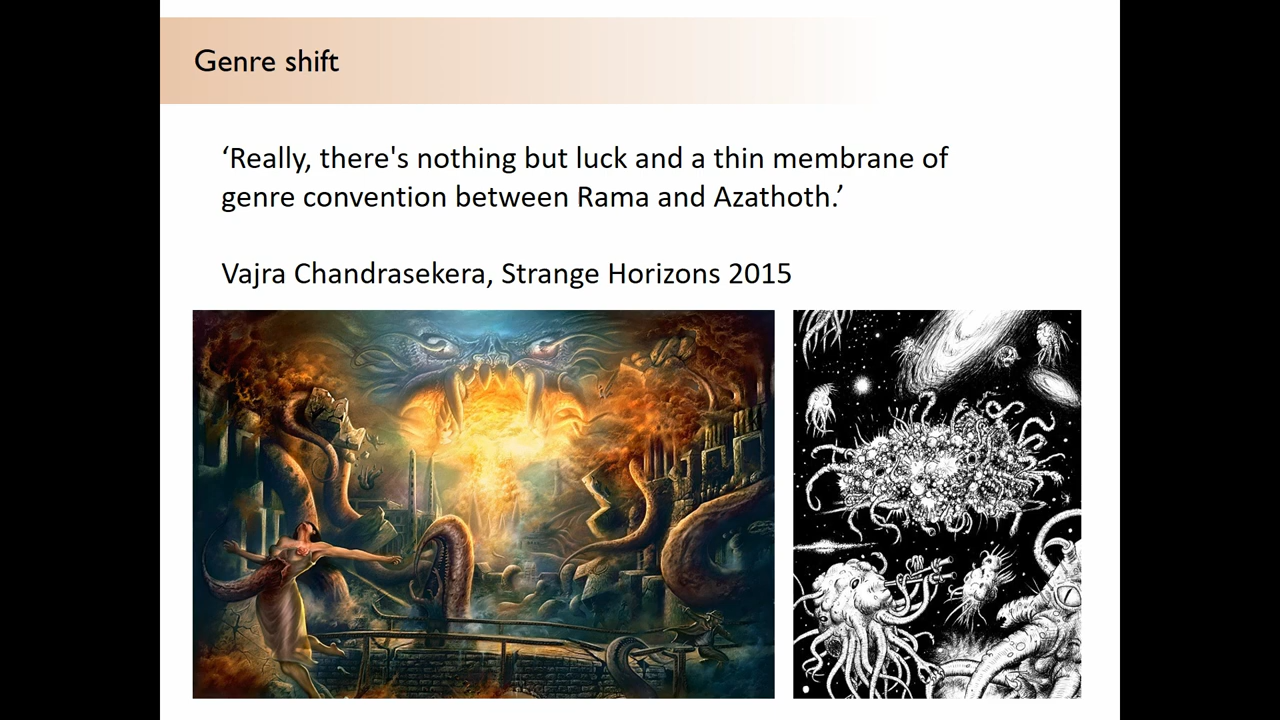 Genre shift
‘Really, there's nothing but luck and a thin membrane of
genre convention between Rama and Azathoth.’
Vajra Chandrasekera, Strange Horizons 2015